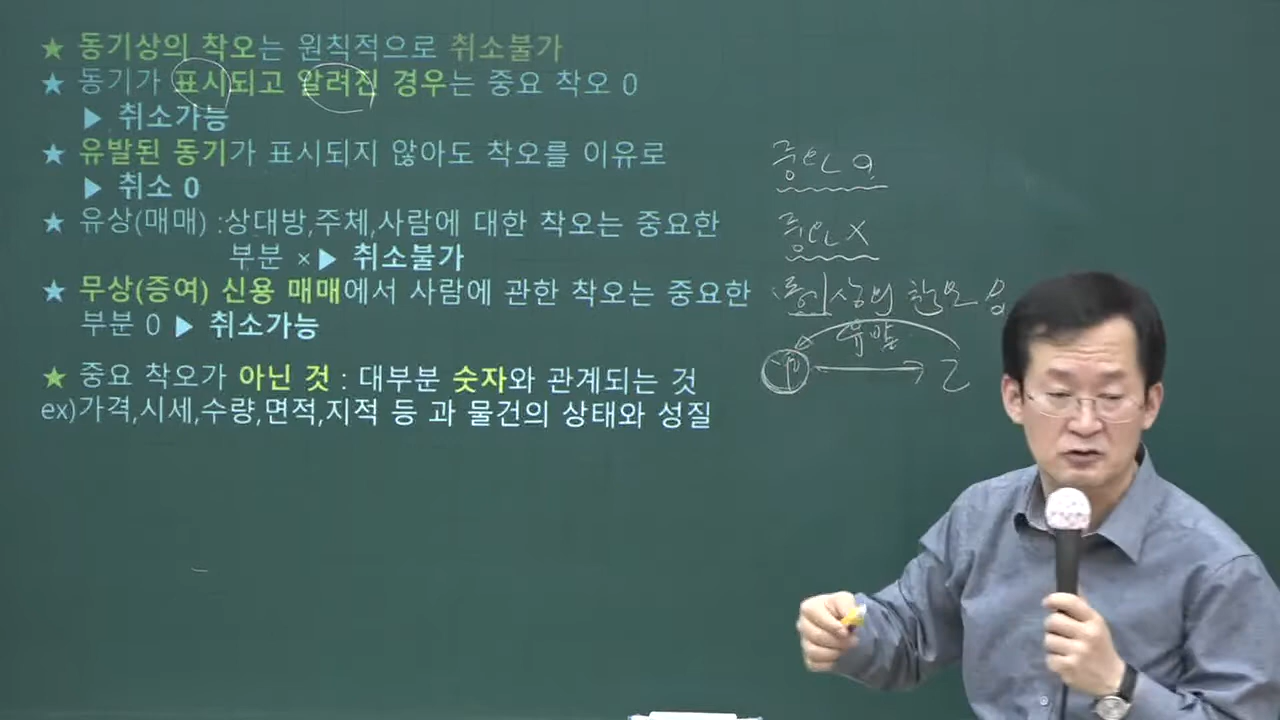 ★ 동기상의 착오는 원칙적으로 취소불가
★ 동기가 표시되고 알려진 경우는 중요 착오 0
▶ 취소가능
★ 유발된 동기가 표시되지 않아도 착오를 이유로
▶ 취소 0
★ 유상(매매) :상대방,주체,사람에 대한 착오는 중요한
부분 ×▶ 취소불가
★ 무상(증여) 신용 매매에서 사람에 관한 착오는 중요한
부분 0 ▶ 취소가능
★ 중요 착오가 아닌 것 : 대부분 숫자와 관계되는 것
ex)가격,시세,수량,면적,지적 등 과 물건의 상태와 성질
동기상의
유발